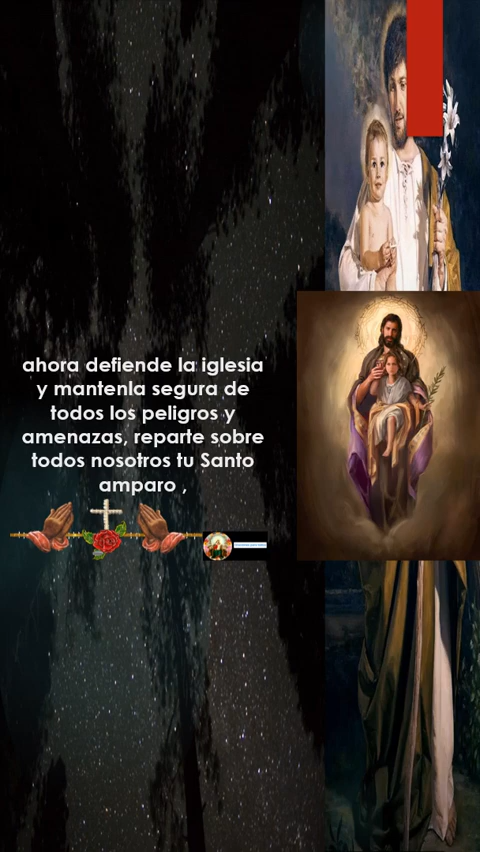 ahora defiende la iglesia
y mantenla segura de
todos los peligros y
amenazas, reparte sobre
todos nosotros tu Santo
amparo ,